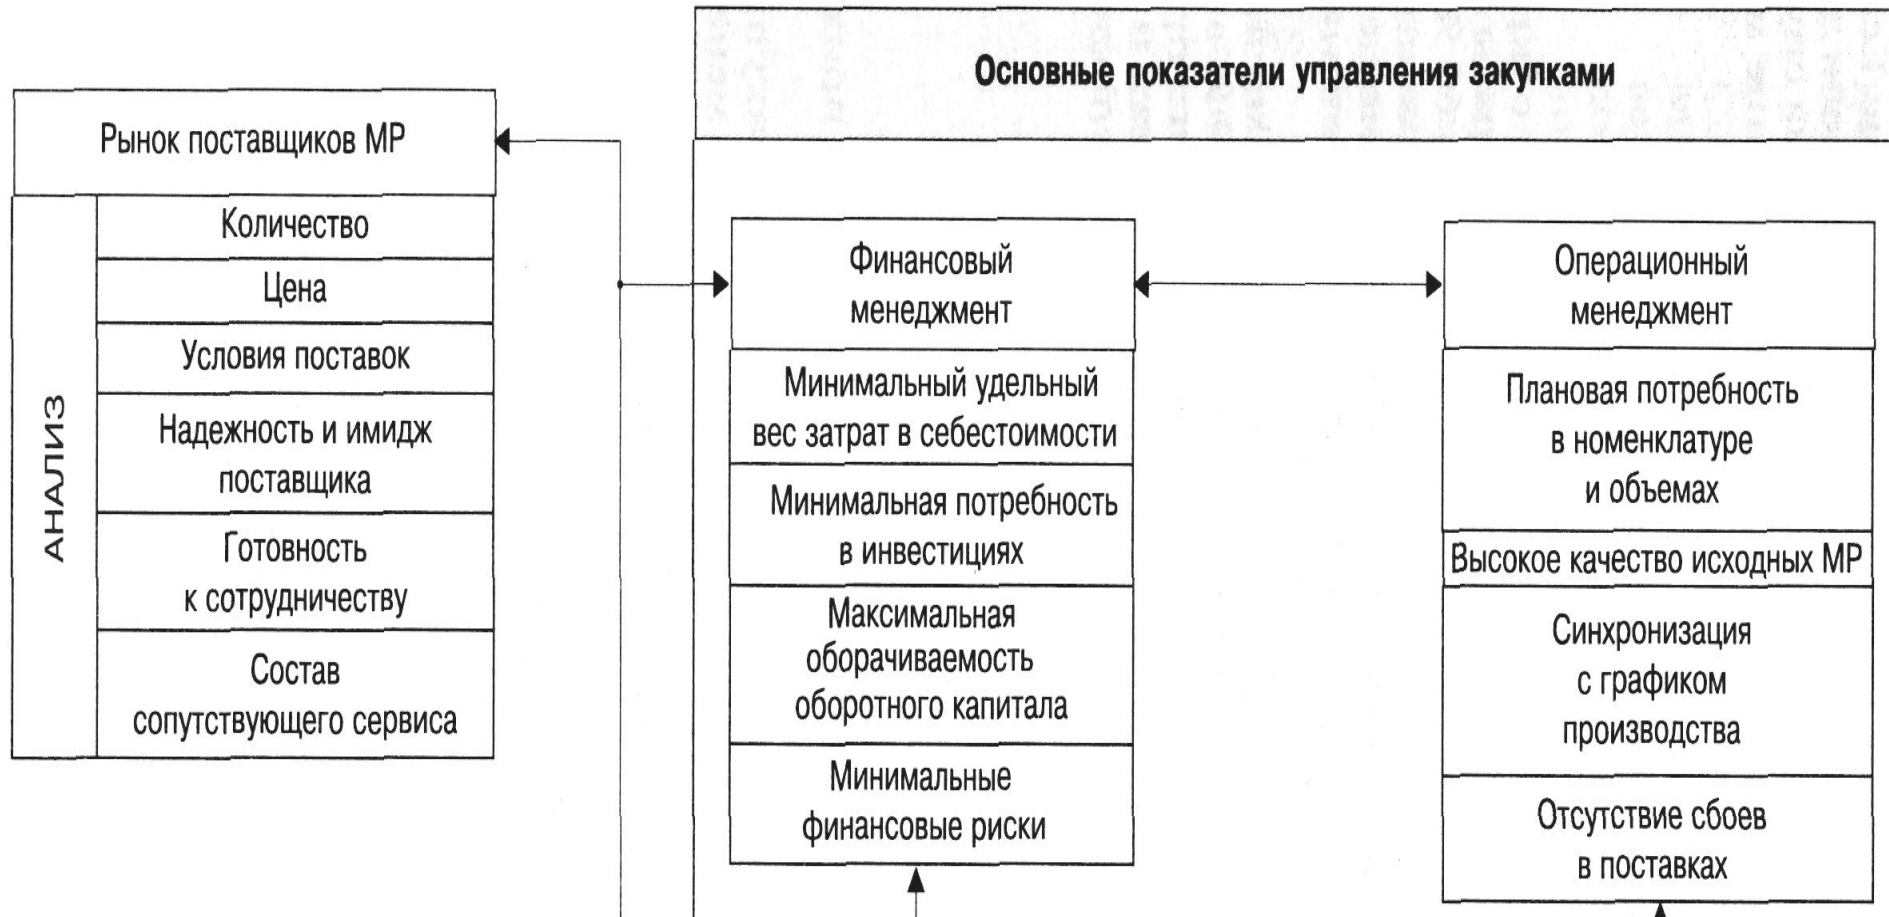 Основные показатели управления закупками
Рынок поставщиков МР
АНАЛИЗ
Количество
Цена
Условия поставок
Надежность и имидж
поставщика
Готовность
к сотрудничеству
Состав
сопутствующего сервиса
Финансовый
менеджмент
Минимальный удельный
вес затрат в себестоимости
Минимальная потребность
в инвестициях
Максимальная
оборачиваемость
оборотного капитала
Минимальные
финансовые риски
Операционный
менеджмент
Плановая потребность
в номенклатуре
и объемах
Высокое качество исходных МР
Синхронизация
с графиком
производства
Отсутствие сбоев
в поставках